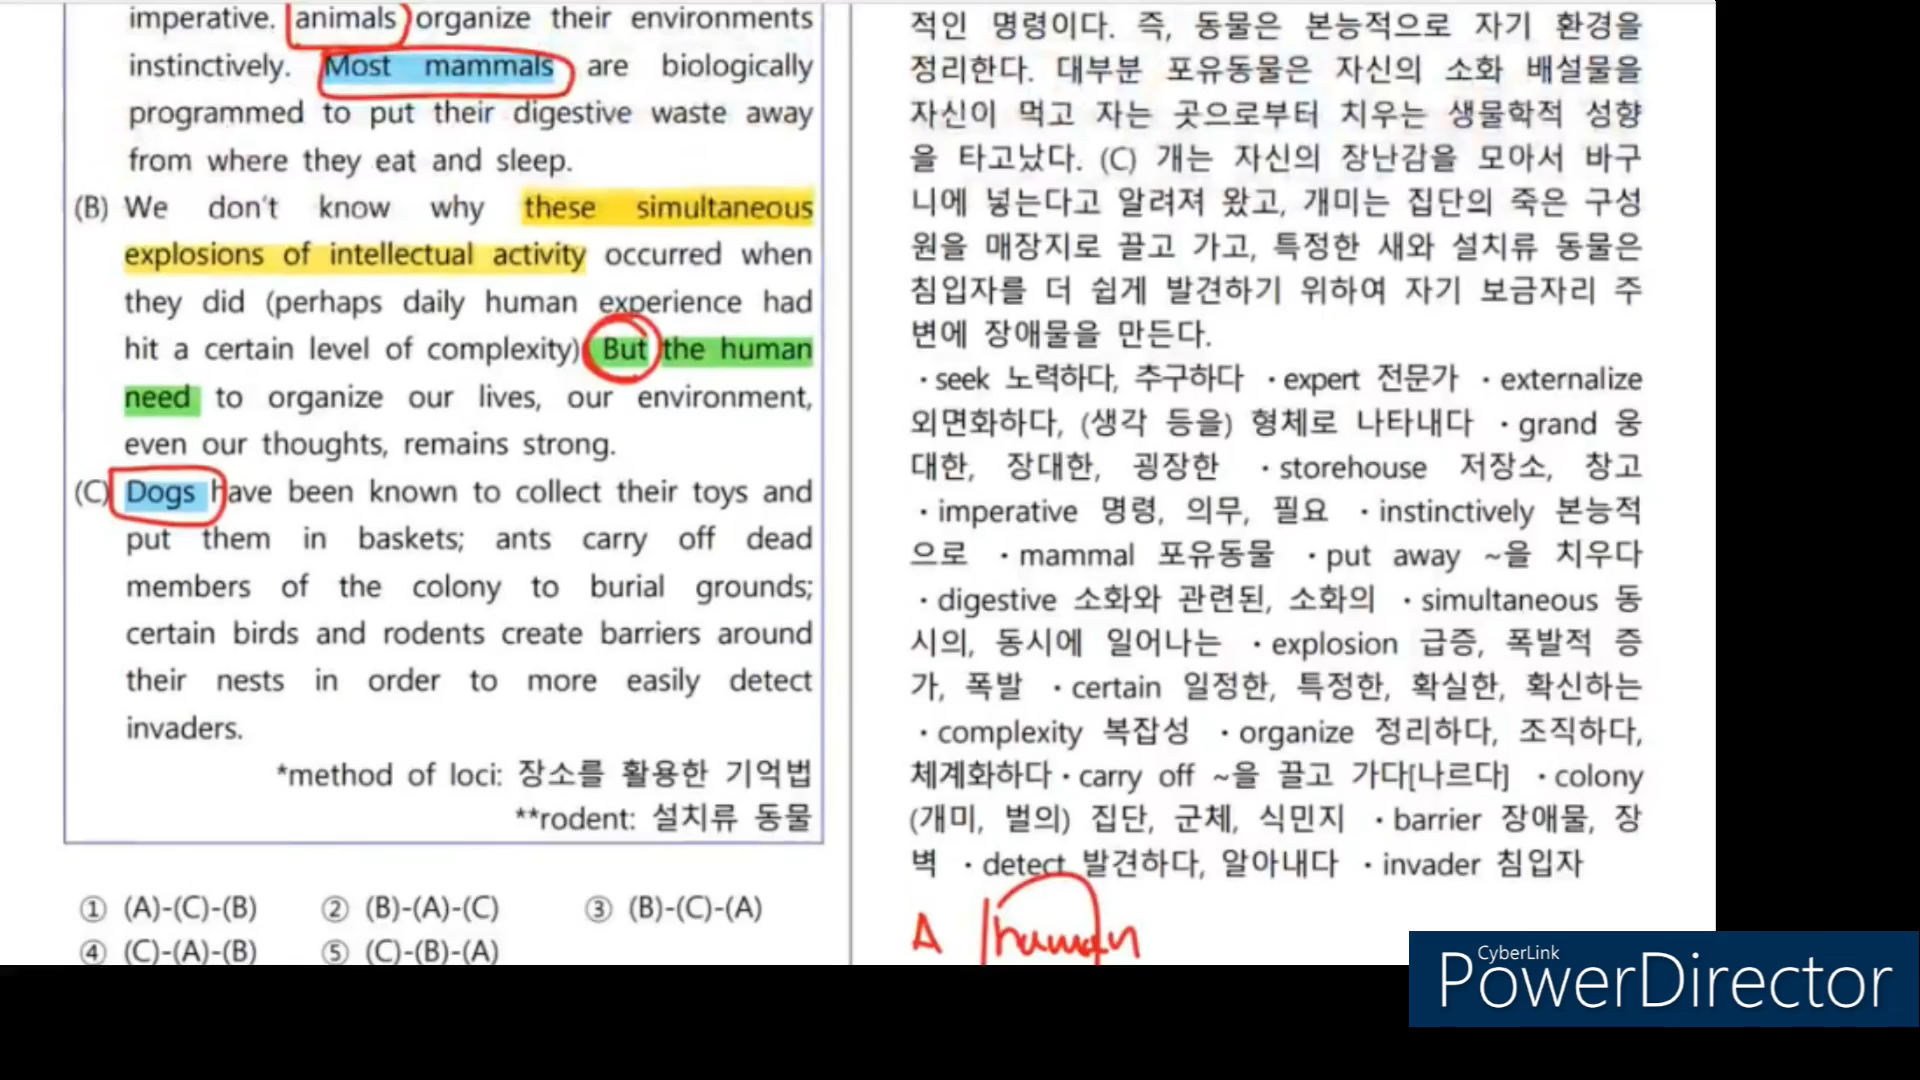 imperative. animals organize their environments
instinctively. Most mammals are biologically
programmed to put their digestive waste away
from where they eat and sleep.
(B) We don't know why these simultaneous
explosions of intellectual activity occurred when
they did (perhaps daily human experience had
hit a certain level of complexity) But the human
need to organize our lives, our environment,
even our thoughts, remains strong.
(C) Dogs have been known to collect their toys and
put them in baskets; ants carry off dead
members of the colony to burial grounds;
certain birds and rodents create barriers around
their nests in order to more easily detect
invaders.
*method of loci: 장소를 활용한 기억법
**rodent: 설치류 동물
① (A)-(C)-(B) ② (B)-(A)-(C) ③ (B)-(C)-(A)
④ (C)-(A)-(B) ⑤ (C)-(B)-(A)
적인 명령이다. 즉, 동물은 본능적으로 자기 환경을
정리한다. 대부분 포유동물은 자신의 소화 배설물을
자신이 먹고 자는 곳으로부터 치우는 생물학적 성향
을 타고났다. (C) 개는 자신의 장난감을 모아서 바구
니에 넣는다고 알려져 왔고, 개미는 집단의 죽은 구성
원을 매장지로 끌고 가고, 특정한 새와 설치류 동물은
침입자를 더 쉽게 발견하기 위하여 자기 보금자리 주
변에 장애물을 만든다.
・seek 노력하다, 추구하다 ・expert 전문가 ・externalize
외면화하다, (생각 등을) 형체로 나타내다 ・grand 웅
대한, 장대한, 굉장한 ・storehouse 저장소, 창고
・imperative 명령, 의무, 필요 ・instinctively 본능적
으로 ・mammal 포유동물 ・put away ~을 치우다
・digestive 소화와 관련된, 소화의 ・simultaneous 동
시의, 동시에 일어나는 ・explosion 급증, 폭발적 증
가, 폭발 ・certain 일정한, 특정한, 확실한, 확신하는
・complexity 복잡성 ・organize 정리하다, 조직하다,
체계화하다・carry off ~을 끌고 가다[나르다] ・colony
(개미, 벌의) 집단, 군체, 식민지 ・barrier 장애물, 장
벽 ・detect 발견하다, 알아내다 ・invader 침입자
A human
CyberLink
PowerDirector